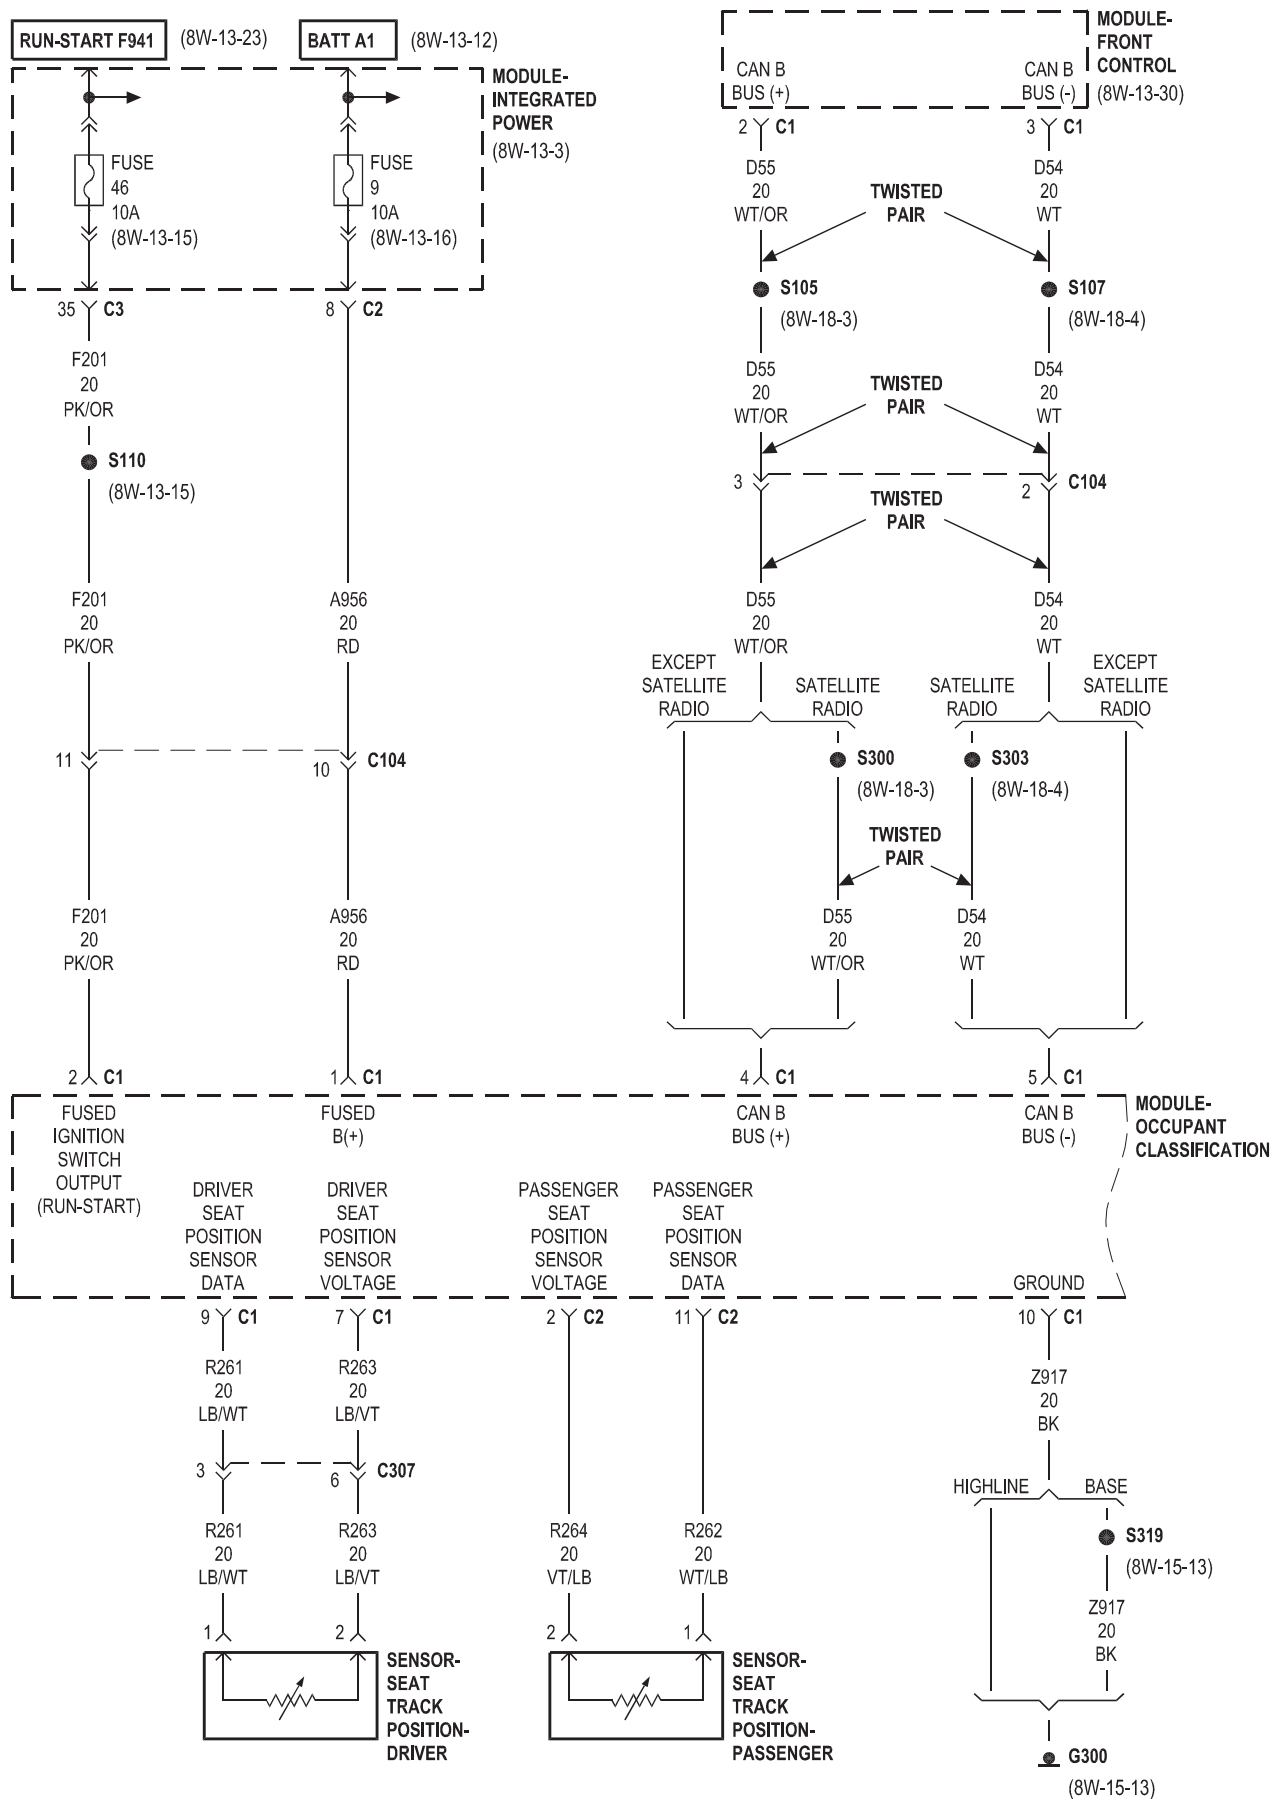 RUN-START F941
(8W-13-23)
BATT A1
(8W-13-12)
MODULE-
INTEGRATED
POWER
(8W-13-3)
FUSE
46
10A
(8W-13-15)
FUSE
9
10A
(8W-13-16)
35
C3
8
C2
F201
20
PK/OR
S110
(8W-13-15)
F201
20
PK/OR
A956
20
RD
11
10
C104
F201
20
PK/OR
A956
20
RD
2
C1
1
C1
MODULE-
FRONT
CONTROL
(8W-13-30)
CAN B
BUS (+)
CAN B
BUS (-)
2
C1
3
C1
D55
20
WT/OR
TWISTED
PAIR
D54
20
WT
S105
(8W-18-3)
S107
(8W-18-4)
D55
20
WT/OR
TWISTED
PAIR
D54
20
WT
3
2
C104
TWISTED
PAIR
D55
20
WT/OR
D54
20
WT
EXCEPT
SATELLITE
RADIO
SATELLITE
RADIO
SATELLITE
RADIO
EXCEPT
SATELLITE
RADIO
S300
(8W-18-3)
S303
(8W-18-4)
TWISTED
PAIR
D55
20
WT/OR
D54
20
WT
4
C1
5
C1
FUSED
IGNITION
SWITCH
OUTPUT
(RUN-START)
FUSED
B(+)
CAN B
BUS (+)
CAN B
BUS (-)
MODULE-
OCCUPANT
CLASSIFICATION
DRIVER
SEAT
POSITION
SENSOR
DATA
DRIVER
SEAT
POSITION
SENSOR
VOLTAGE
PASSENGER
SEAT
POSITION
SENSOR
VOLTAGE
PASSENGER
SEAT
POSITION
SENSOR
DATA
GROUND
9
C1
7
C1
2
C2
11
C2
10
C1
R261
20
LB/WT
R263
20
LB/VT
Z917
20
BK
3
6
C307
HIGHLINE
BASE
R261
20
LB/WT
R263
20
LB/VT
R264
20
VT/LB
R262
20
WT/LB
S319
(8W-15-13)
Z917
20
BK
1
2
2
1
SENSOR-
SEAT
TRACK
POSITION-
DRIVER
SENSOR-
SEAT
TRACK
POSITION-
PASSENGER
G300
(8W-15-13)